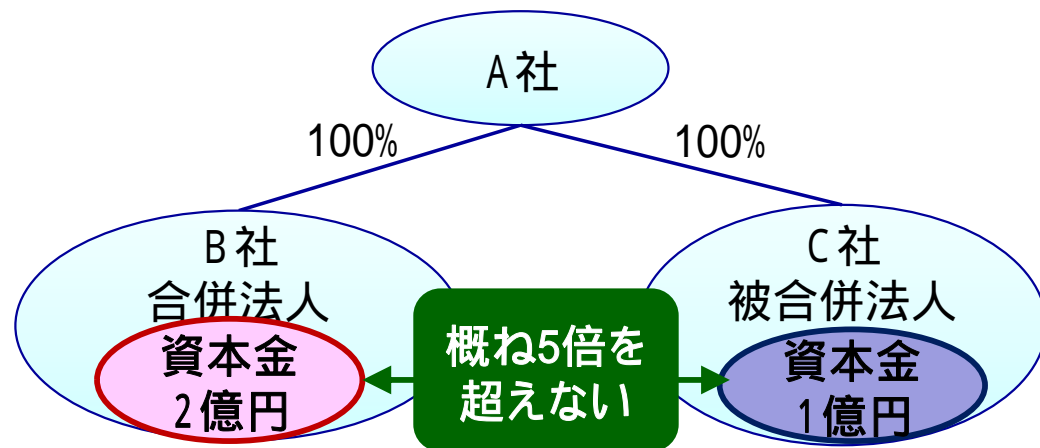 A社
100%
100%
B社
合併法人
資本金
2億円
概ね5倍を
超えない
C社
被合併法人
資本金
1億円